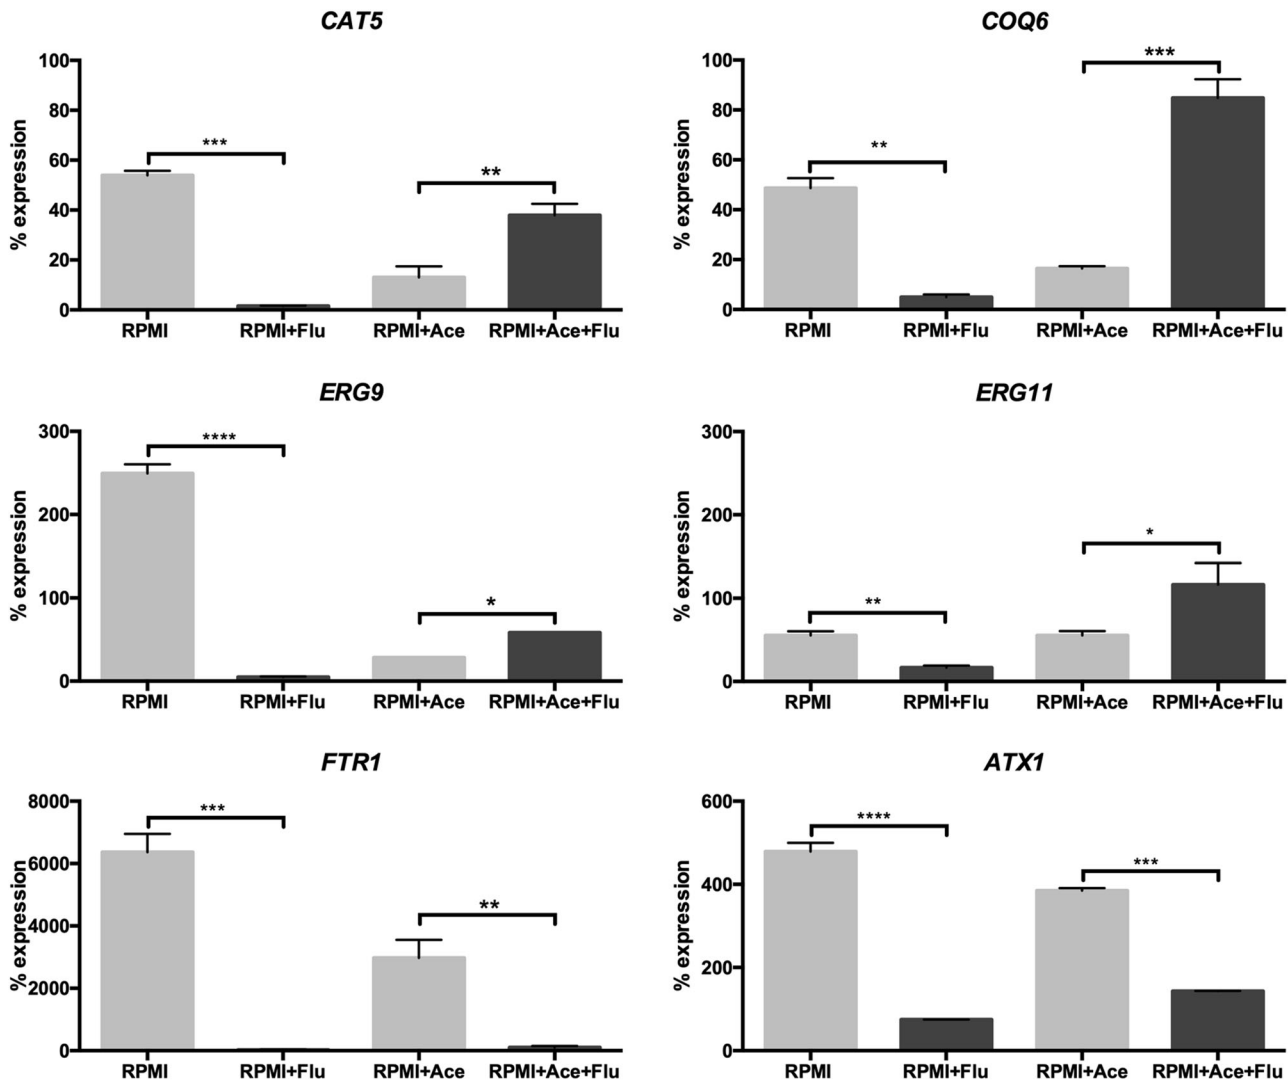 CAT5
% expression
100
80
60
40
20
0
***
**
RPMI RPMI+Flu RPMI+Ace RPMI+Ace+Flu
COQ6
% expression
100
80
60
40
20
0
**
***
RPMI RPMI+Flu RPMI+Ace RPMI+Ace+Flu
ERG9
% expression
300
200
100
0
****
*
RPMI RPMI+Flu RPMI+Ace RPMI+Ace+Flu
ERG11
% expression
300
200
100
0
**
*
RPMI RPMI+Flu RPMI+Ace RPMI+Ace+Flu
FTR1
% expression
8000
6000
4000
2000
0
***
**
RPMI RPMI+Flu RPMI+Ace RPMI+Ace+Flu
ATX1
% expression
600
400
200
0
****
***
RPMI RPMI+Flu RPMI+Ace RPMI+Ace+Flu